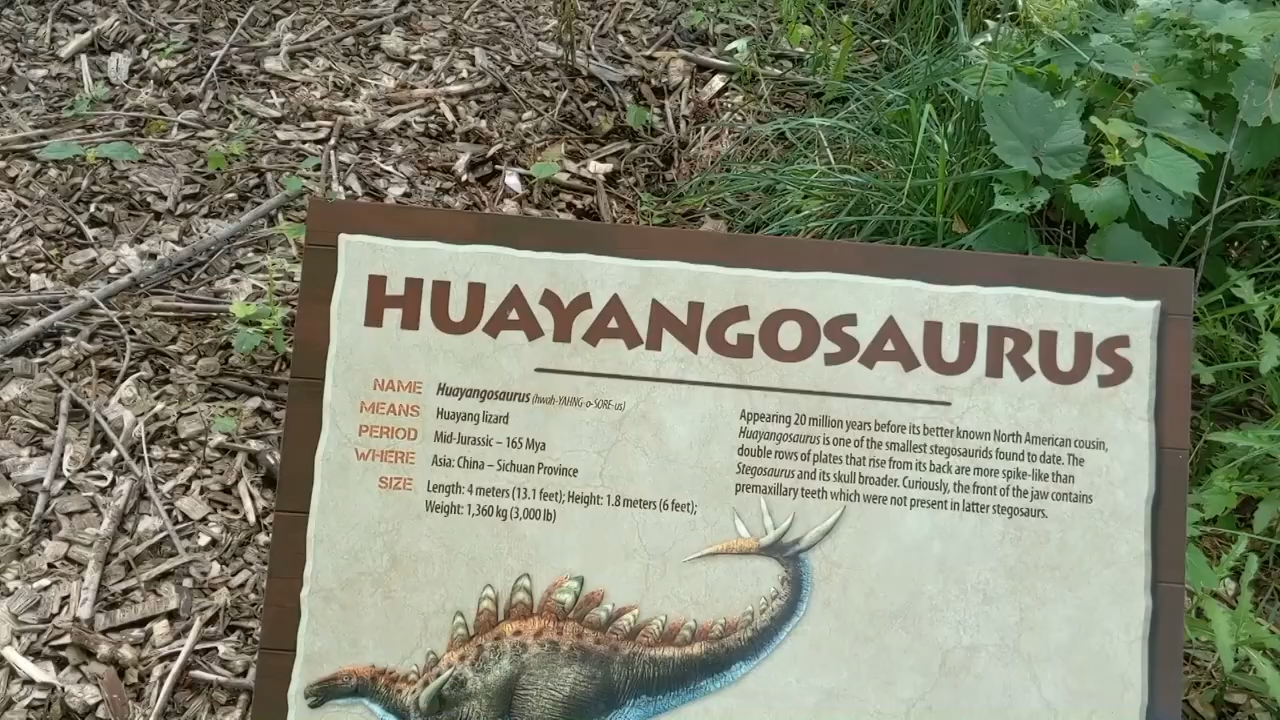 HUAYANGOSAURUS
NAME Huayangosaurus (hwah-YAHNG-o-SORE-us)
MEANS Huayang lizard
PERIOD Mid-Jurassic – 165 Mya
WHERE Asia: China – Sichuan Province
SIZE Length: 4 meters (13.1 feet); Height: 1.8 meters (6 feet);
Weight: 1,360 kg (3,000 lb)
Appearing 20 million years before its better known North American cousin,
Huayangosaurus is one of the smallest stegosaurids found to date. The
double rows of plates that rise from its back are more spike-like than
Stegosaurus and its skull broader. Curiously, the front of the jaw contains
premaxillary teeth which were not present in latter stegosaurs.